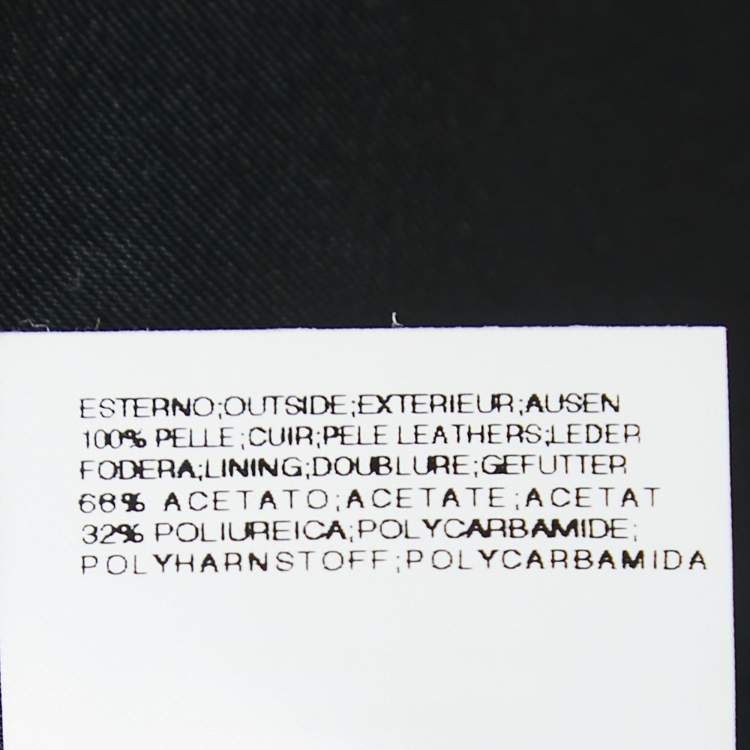 ESTERNO;OUTSIDE;EXTERIEUR;AUSEN
100% PELLE;CUIR;PELE LEATHERS;LEDER
FODERA;LINING;DOUBLURE;GEFUTTER
68% ACETATO;ACETATE;ACETAT
32% POLIUREICA;POLYCARBAMIDE;
POLYHARNSTOFF;POLYCARBAMIDA